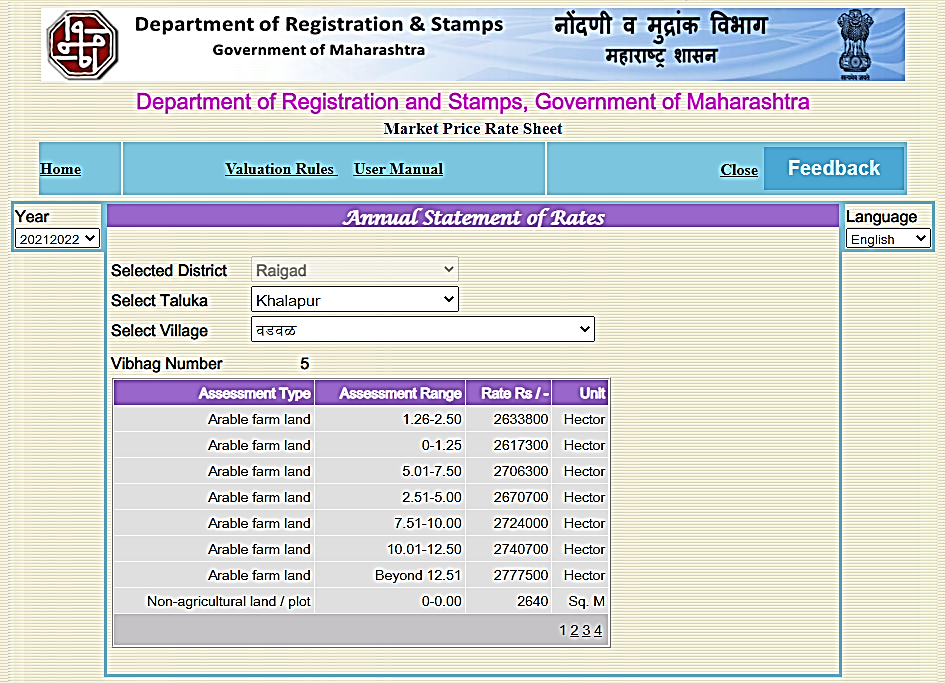 Department of Registration & Stamps
Government of Maharashtra
नोंदणी व मुद्रांक विभाग
महाराष्ट्र शासन
Department of Registration and Stamps, Government of Maharashtra
Market Price Rate Sheet
Home Valuation Rules User Manual Close Feedback
Year Annual Statement of Rates Language
20212022 English
Selected District Raigad
Select Taluka Khalapur
Select Village वडवळ
Vibhag Number 5
Assessment Type Assessment Range Rate Rs /- Unit
Arable farm land 1.26-2.50 2633800 Hector
Arable farm land 0-1.25 2617300 Hector
Arable farm land 5.01-7.50 2706300 Hector
Arable farm land 2.51-5.00 2670700 Hector
Arable farm land 7.51-10.00 2724000 Hector
Arable farm land 10.01-12.50 2740700 Hector
Arable farm land Beyond 12.51 2777500 Hector
Non-agricultural land / plot 0-0.00 2640 Sq. M
1 2 3 4